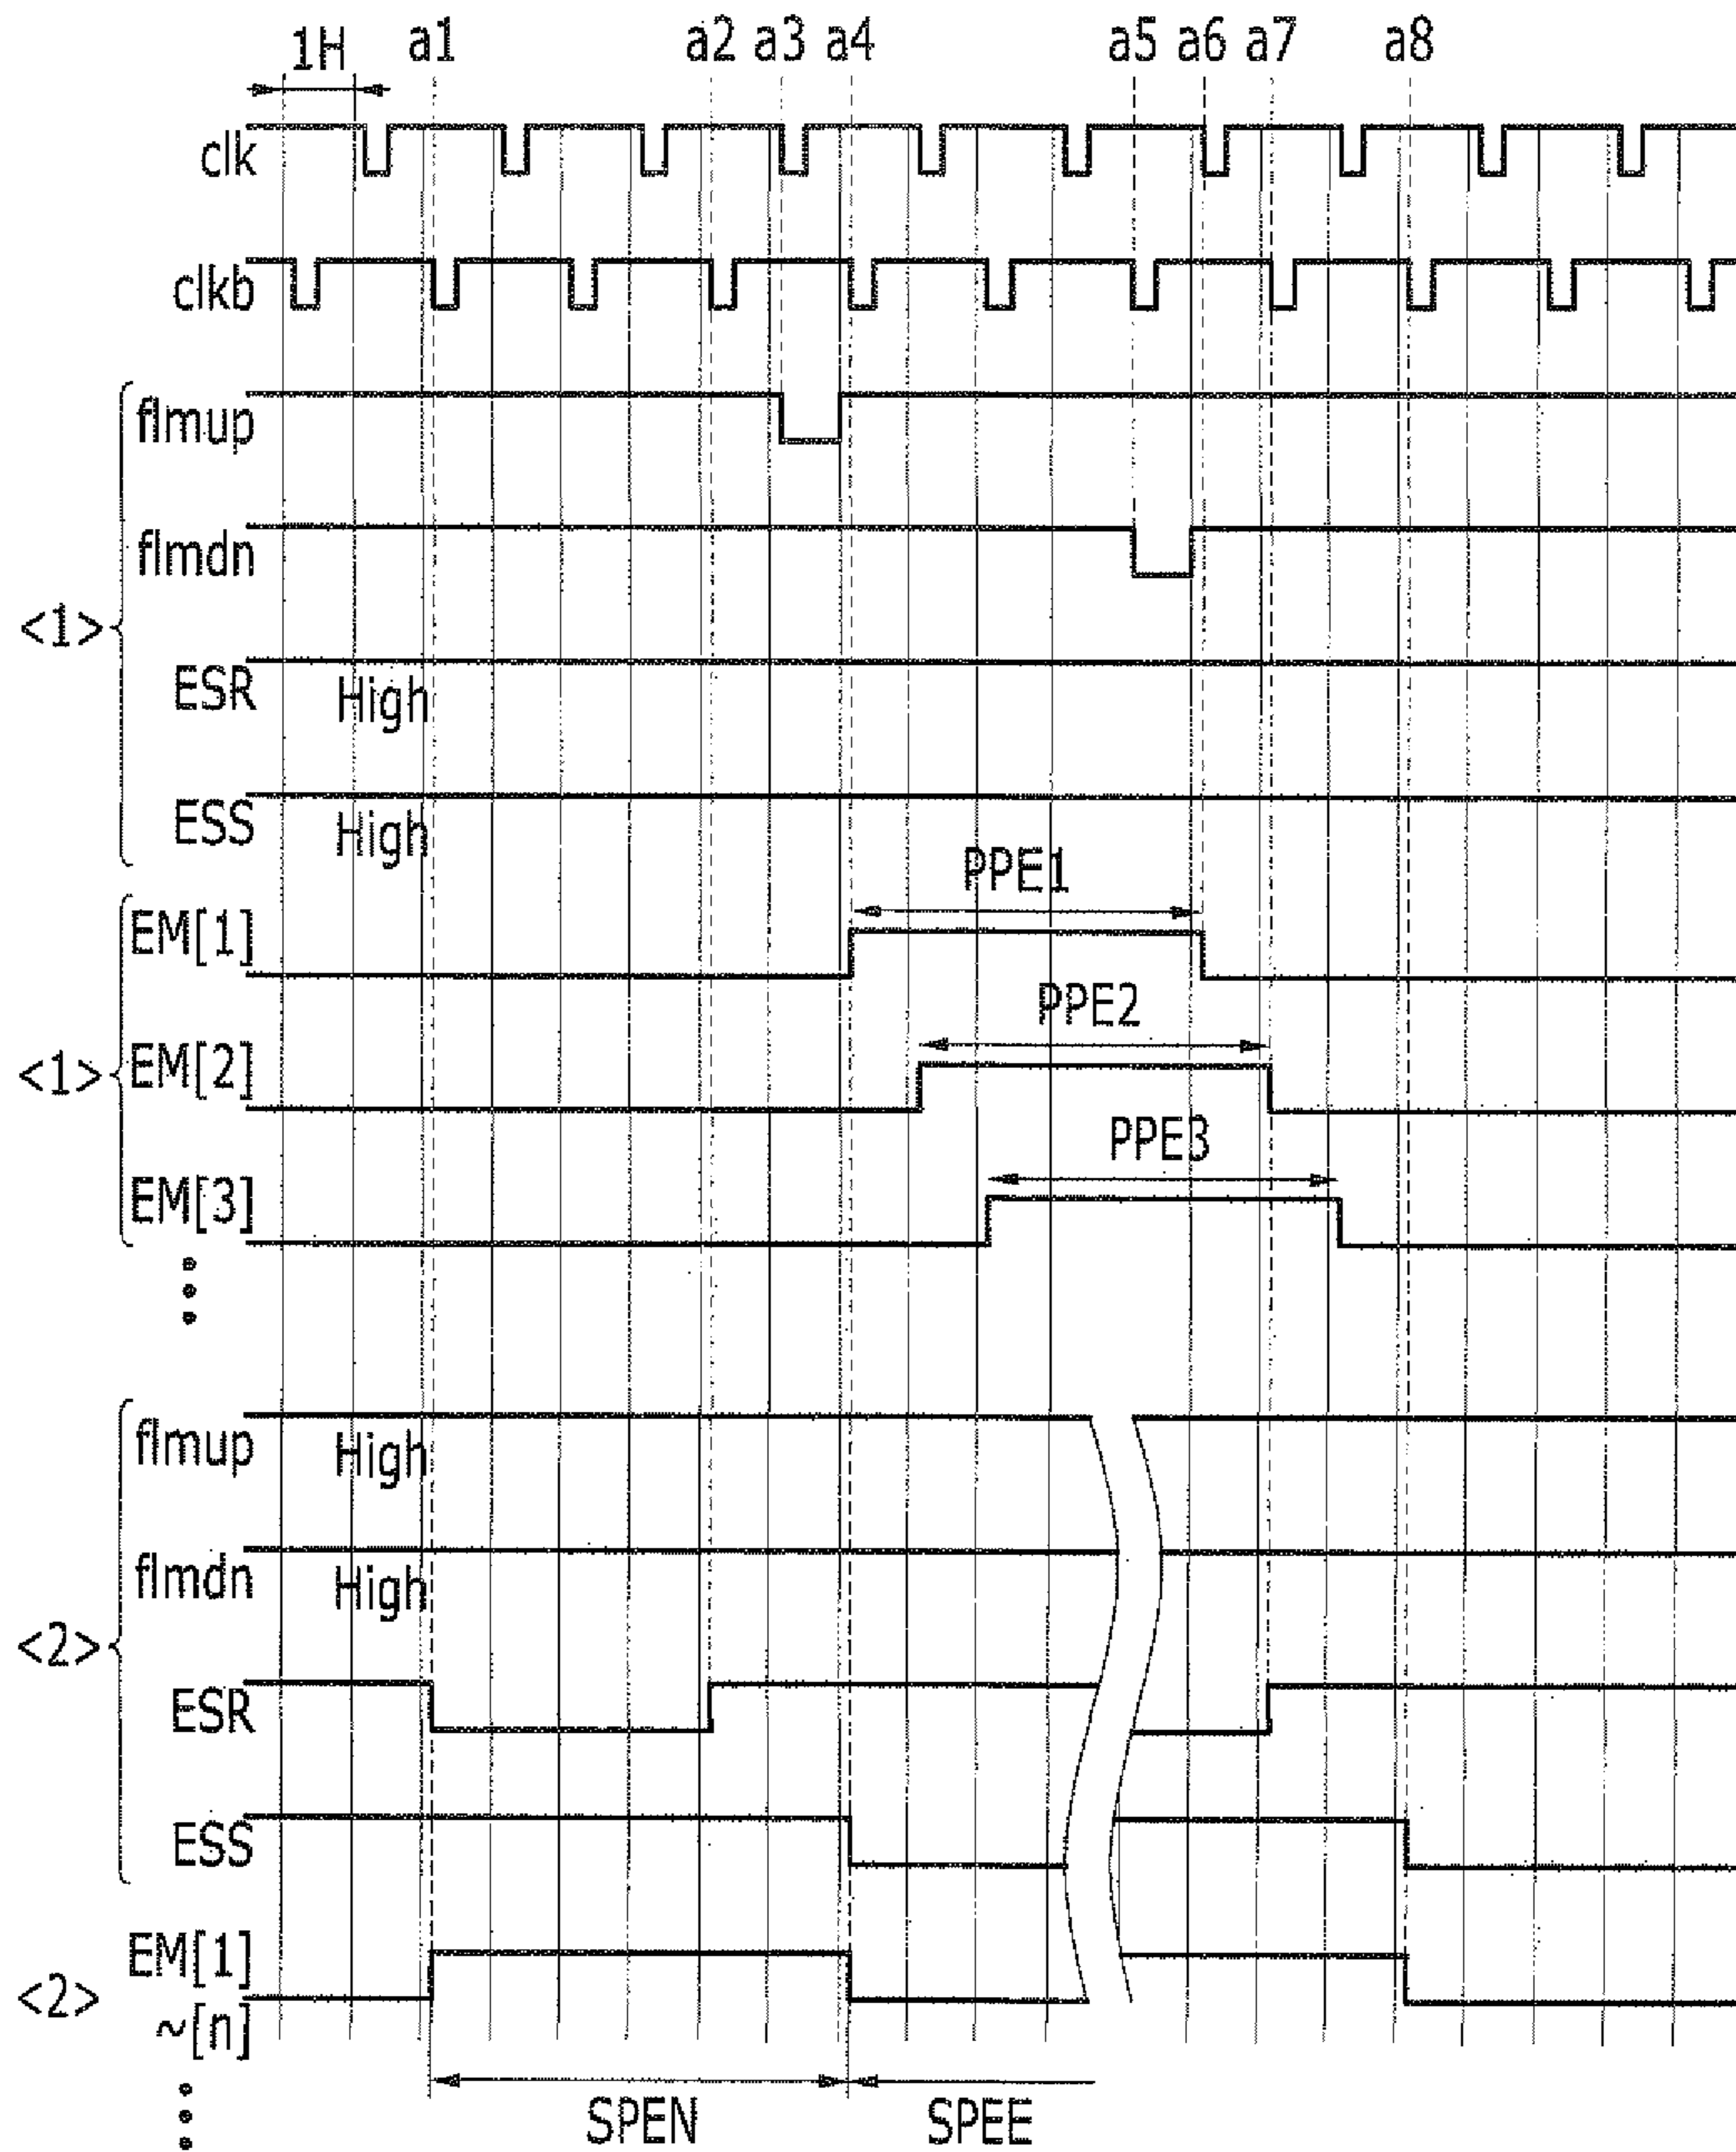 1H a1 a2 a3 a4 a5 a6 a7 a8
clk
clkb
<1>
flmup
flmdn
ESR High
ESS High
PPE1
<1>
EM[1]
PPE2
EM[2]
PPE3
EM[3]
<2>
flmup High
flmdn High
ESR
ESS
<2>
EM[1]
~[n]
SPEN SPEE